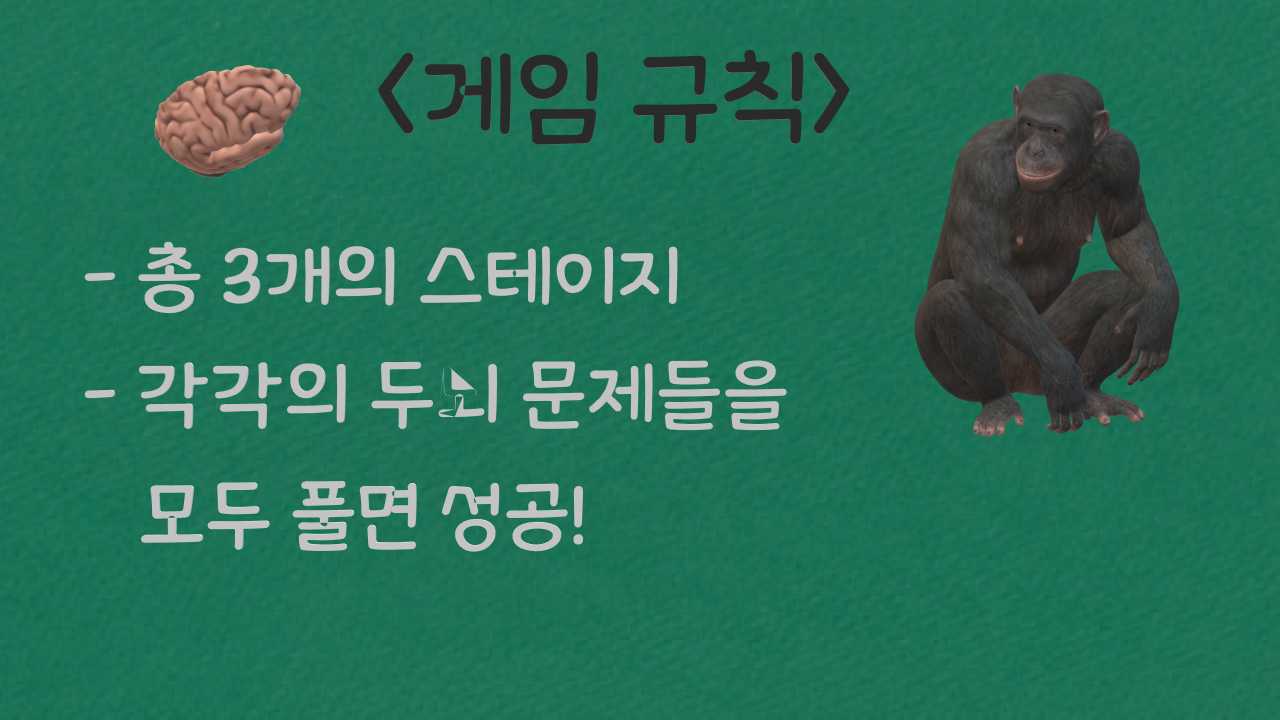 <게임 규칙>
- 총 3개의 스테이지
- 각각의 두뇌 문제들을
모두 풀면 성공!